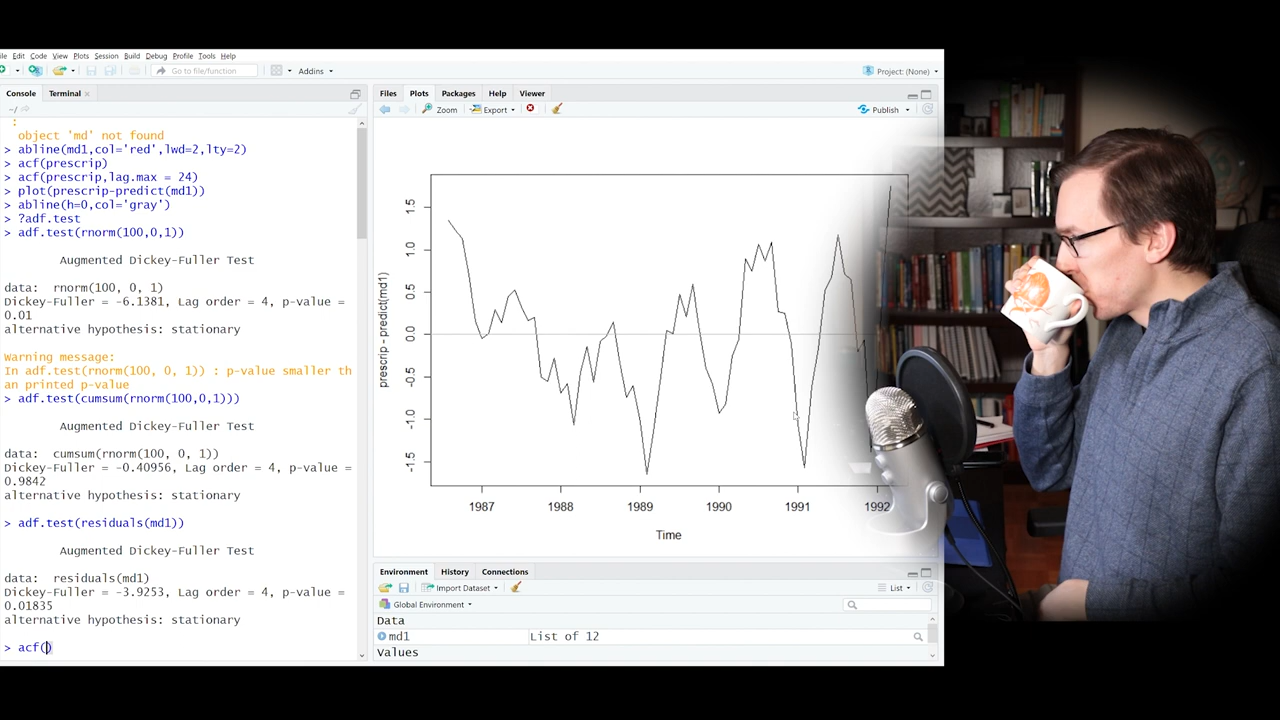 File Edit Code View Plots Session Build Debug Profile Tools Help
Go to file/function
Addins
Project: (None)
Console Terminal
~/
:
object 'md' not found
> abline(md1,col='red',lwd=2,lty=2)
> acf(prescrip)
> acf(prescrip,lag.max = 24)
> plot(prescrip-predict(md1))
> abline(h=0,col='gray')
> ?adf.test
> adf.test(rnorm(100,0,1))
Augmented Dickey-Fuller Test
data: rnorm(100, 0, 1)
Dickey-Fuller = -6.1381, Lag order = 4, p-value =
0.01
alternative hypothesis: stationary
Warning message:
In adf.test(rnorm(100, 0, 1)) : p-value smaller th
an printed p-value
> adf.test(cumsum(rnorm(100,0,1)))
Augmented Dickey-Fuller Test
data: cumsum(rnorm(100, 0, 1))
Dickey-Fuller = -0.40956, Lag order = 4, p-value =
0.9842
alternative hypothesis: stationary
> adf.test(residuals(md1))
Augmented Dickey-Fuller Test
data: residuals(md1)
Dickey-Fuller = -3.9253, Lag order = 4, p-value =
0.01835
alternative hypothesis: stationary
> acf()
Files Plots Packages Help Viewer
Zoom Export Publish
prescrip - predict(md1)
1.5
1.0
0.5
0.0
-0.5
-1.0
-1.5
1987 1988 1989 1990 1991 1992
Time
Environment History Connections
Import Dataset List
Global Environment
Data
md1 List of 12
Values